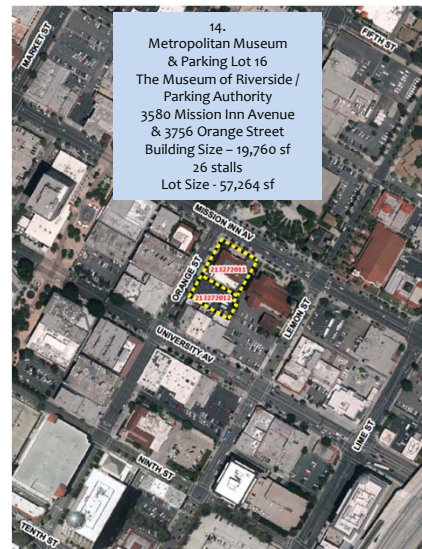 14.
Metropolitan Museum
& Parking Lot 16
The Museum of Riverside /
Parking Authority
3580 Mission Inn Avenue
& 3756 Orange Street
Building Size – 19,760 sf
26 stalls
Lot Size - 57,264 sf
MARKET ST
FIFTH ST
MISSION INN AV
ORANGE ST
213272011
213272012
LEMON ST
UNIVERSITY AV
LIME ST
NINTH ST
TENTH ST